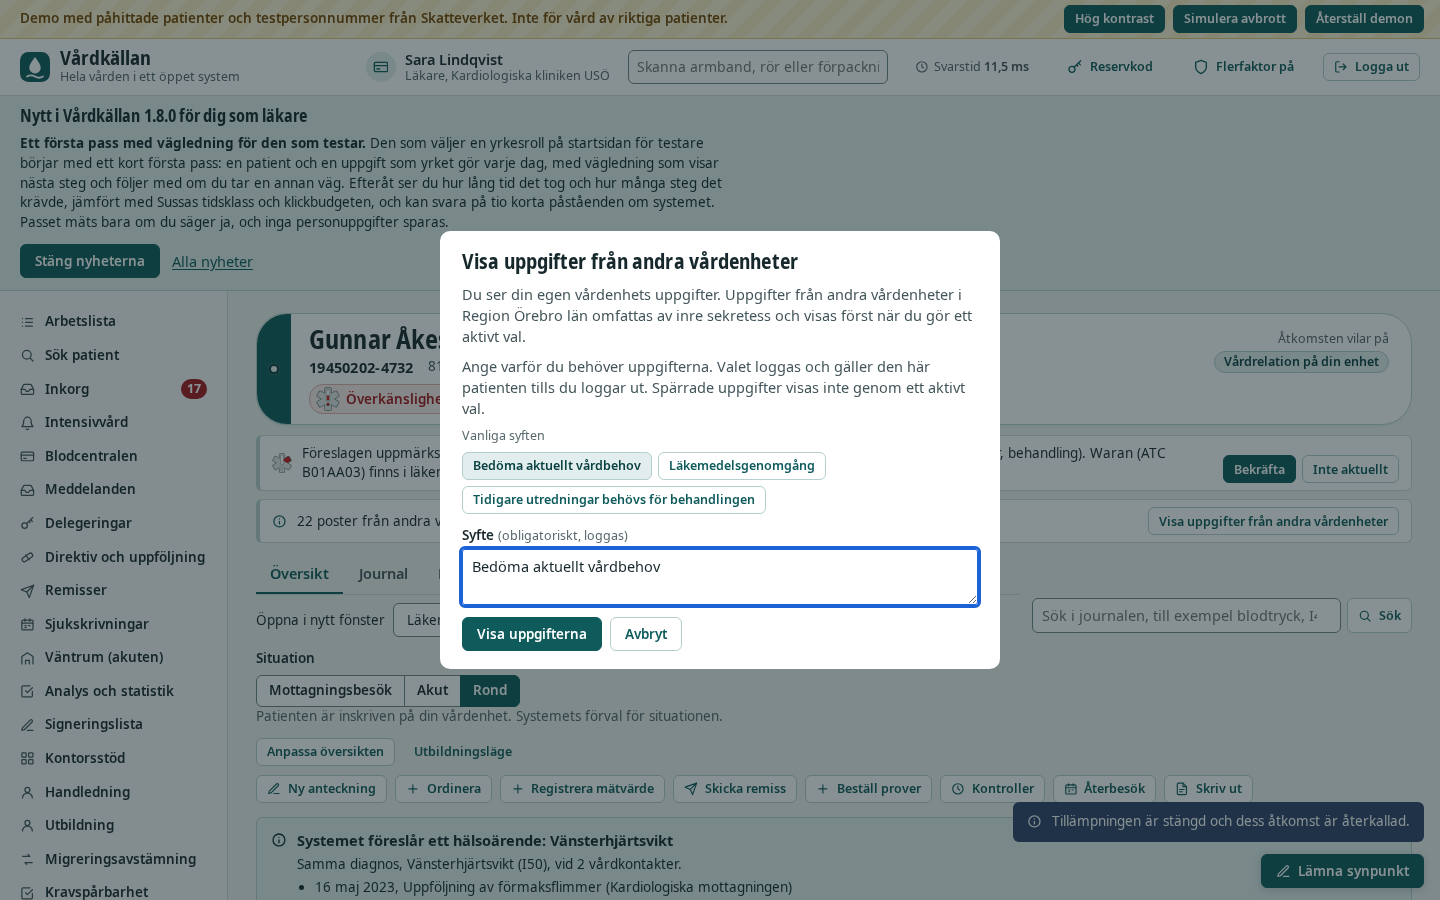 Demo med påhittade patienter och testpersonnummer från Skatteverket. Inte för vård av riktiga patienter.
Hög kontrast
Simulera avbrott
Återställ demon
Vårdkällan
Hela vården i ett öppet system
Sara Lindqvist
Läkare, Kardiologiska kliniken USÖ
Skanna armband, rör eller förpackni
Svarstid 11,5 ms
Reservkod
Flerfaktor på
Logga ut
Nytt i Vårdkällan 1.8.0 för dig som läkare
Ett första pass med vägledning för den som testar. Den som väljer en yrkesroll på startsidan för testare
börjar med ett kort första pass: en patient och en uppgift som yrket gör varje dag, med vägledning som visar
nästa steg och följer med om du tar en annan väg. Efteråt ser du hur lång tid det tog och hur många steg det
krävde, jämfört med Sussas tidsklass och klickbudgeten, och kan svara på tio korta påståenden om systemet.
Passet mäts bara om du säger ja, och inga personuppgifter sparas.
Stäng nyheterna
Alla nyheter
Arbetslista
Sök patient
Inkorg
17
Intensivvård
Blodcentralen
Meddelanden
Delegeringar
Direktiv och uppföljning
Remisser
Sjukskrivningar
Väntrum (akuten)
Analys och statistik
Signeringslista
Kontorsstöd
Handledning
Utbildning
Migreringsavstämning
Kravspårbarhet
Gunnar Åkes
19450202-4732
81
Överkänslighe
Åtkomsten vilar på
Vårdrelation på din enhet
Föreslagen uppmärks
, behandling). Waran (ATC
B01AA03) finns i läker
Bekräfta
Inte aktuellt
22 poster från andra v
Visa uppgifter från andra vårdenheter
Översikt
Journal
Öppna i nytt fönster
Läker
Sök i journalen, till exempel blodtryck, I
Sök
Situation
Mottagningsbesök
Akut
Rond
Patienten är inskriven på din vårdenhet. Systemets förval för situationen.
Anpassa översikten
Utbildningsläge
Ny anteckning
Ordinera
Registrera mätvärde
Skicka remiss
Beställ prover
Kontroller
Återbesök
Skriv ut
Systemet föreslår ett hälsoärende: Vänsterhjärtsvikt
Samma diagnos, Vänsterhjärtsvikt (I50), vid 2 vårdkontakter.
• 16 maj 2023, Uppföljning av förmaksflimmer (Kardiologiska mottagningen)
Visa uppgifter från andra vårdenheter
Du ser din egen vårdenhets uppgifter. Uppgifter från andra vårdenheter i
Region Örebro län omfattas av inre sekretess och visas först när du gör ett
aktivt val.
Ange varför du behöver uppgifterna. Valet loggas och gäller den här
patienten tills du loggar ut. Spärrade uppgifter visas inte genom ett aktivt
val.
Vanliga syften
Bedöma aktuellt vårdbehov
Läkemedelsgenomgång
Tidigare utredningar behövs för behandlingen
Syfte (obligatoriskt, loggas)
Bedöma aktuellt vårdbehov
Visa uppgifterna
Avbryt
Tillämpningen är stängd och dess åtkomst är återkallad.
Lämna synpunkt